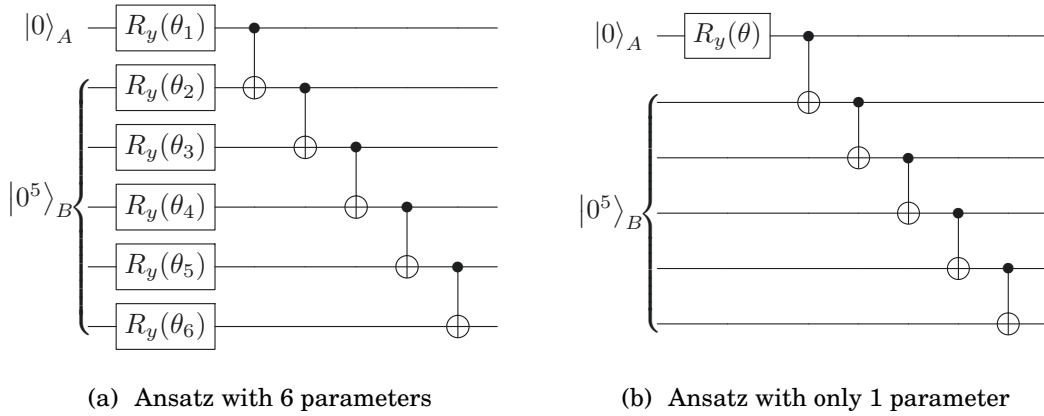 |0⟩_A R_y(θ_1)
R_y(θ_2)
R_y(θ_3)
|0^5⟩_B R_y(θ_4)
R_y(θ_5)
R_y(θ_6)
(a) Ansatz with 6 parameters
|0⟩_A R_y(θ)
|0^5⟩_B
(b) Ansatz with only 1 parameter